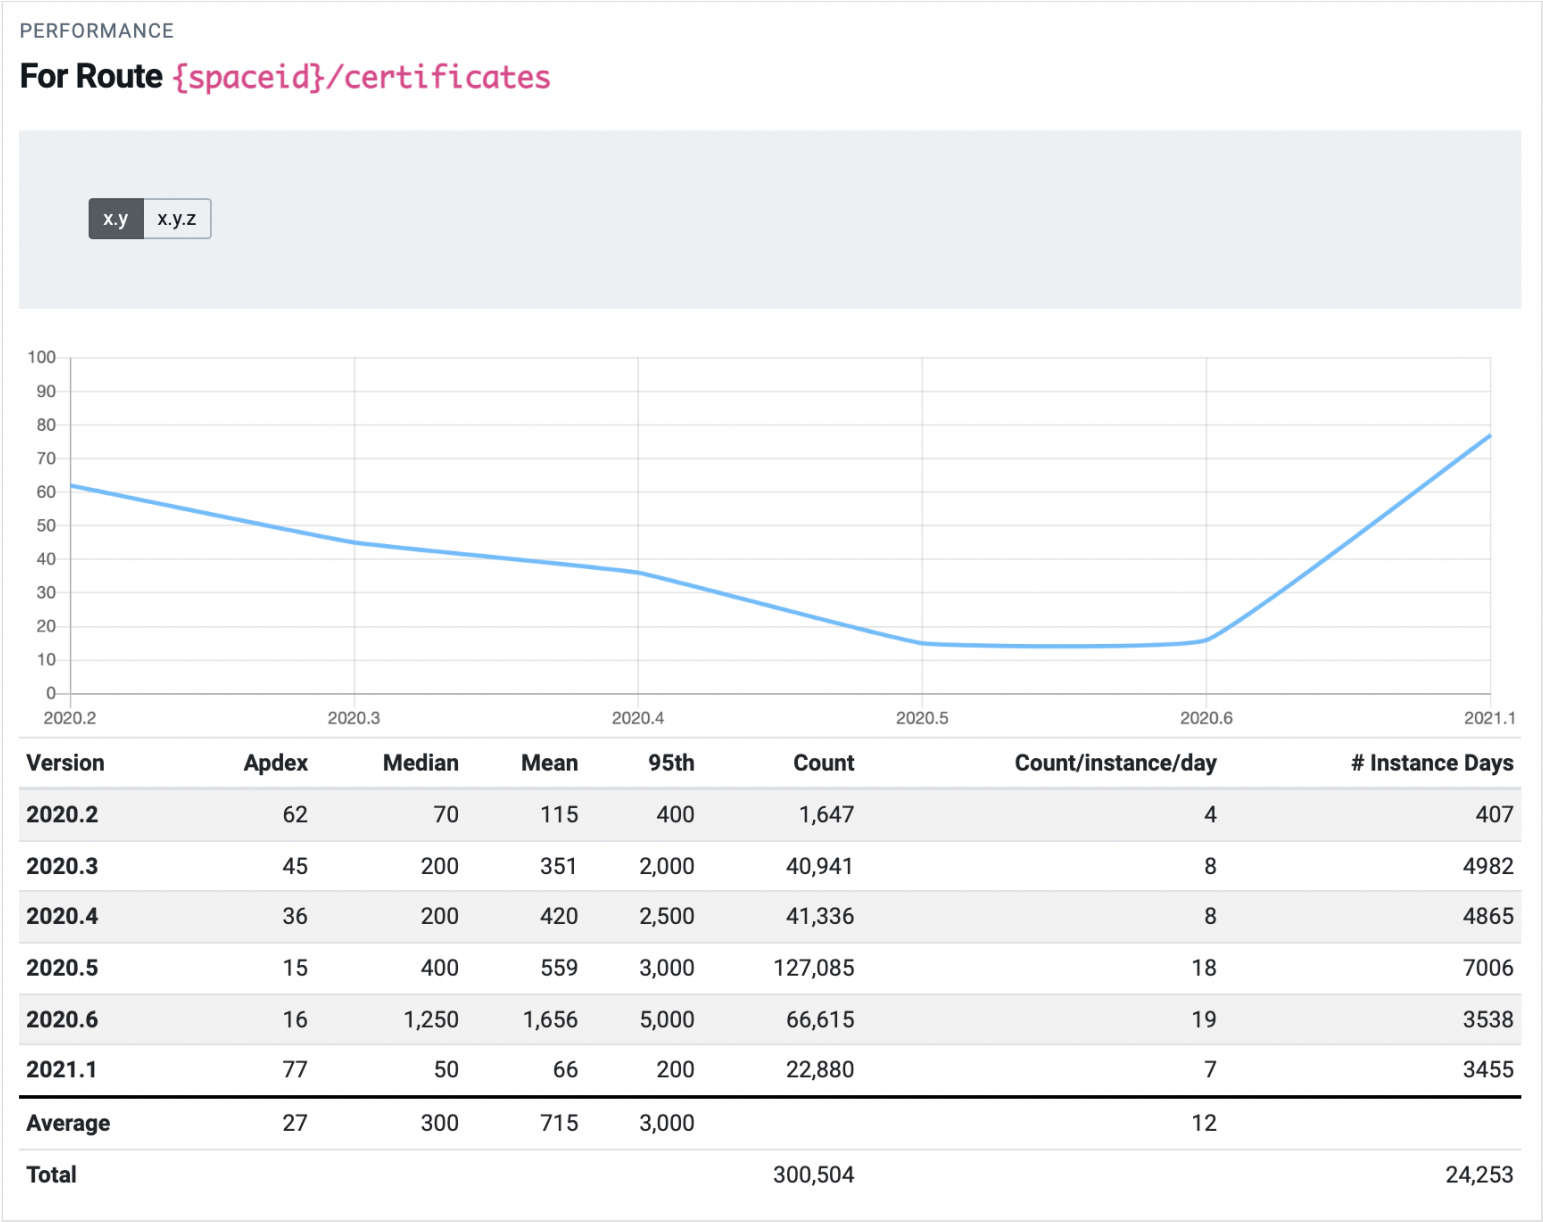 PERFORMANCE
For Route {spaceid}/certificates
x.y x.y.z
100
90
80
70
60
50
40
30
20
10
0
2020.2 2020.3 2020.4 2020.5 2020.6 2021.1
Version Apdex Median Mean 95th Count Count/instance/day # Instance Days
2020.2 62 70 115 400 1,647 4 407
2020.3 45 200 351 2,000 40,941 8 4982
2020.4 36 200 420 2,500 41,336 8 4865
2020.5 15 400 559 3,000 127,085 18 7006
2020.6 16 1,250 1,656 5,000 66,615 19 3538
2021.1 77 50 66 200 22,880 7 3455
Average 27 300 715 3,000 12
Total 300,504 24,253